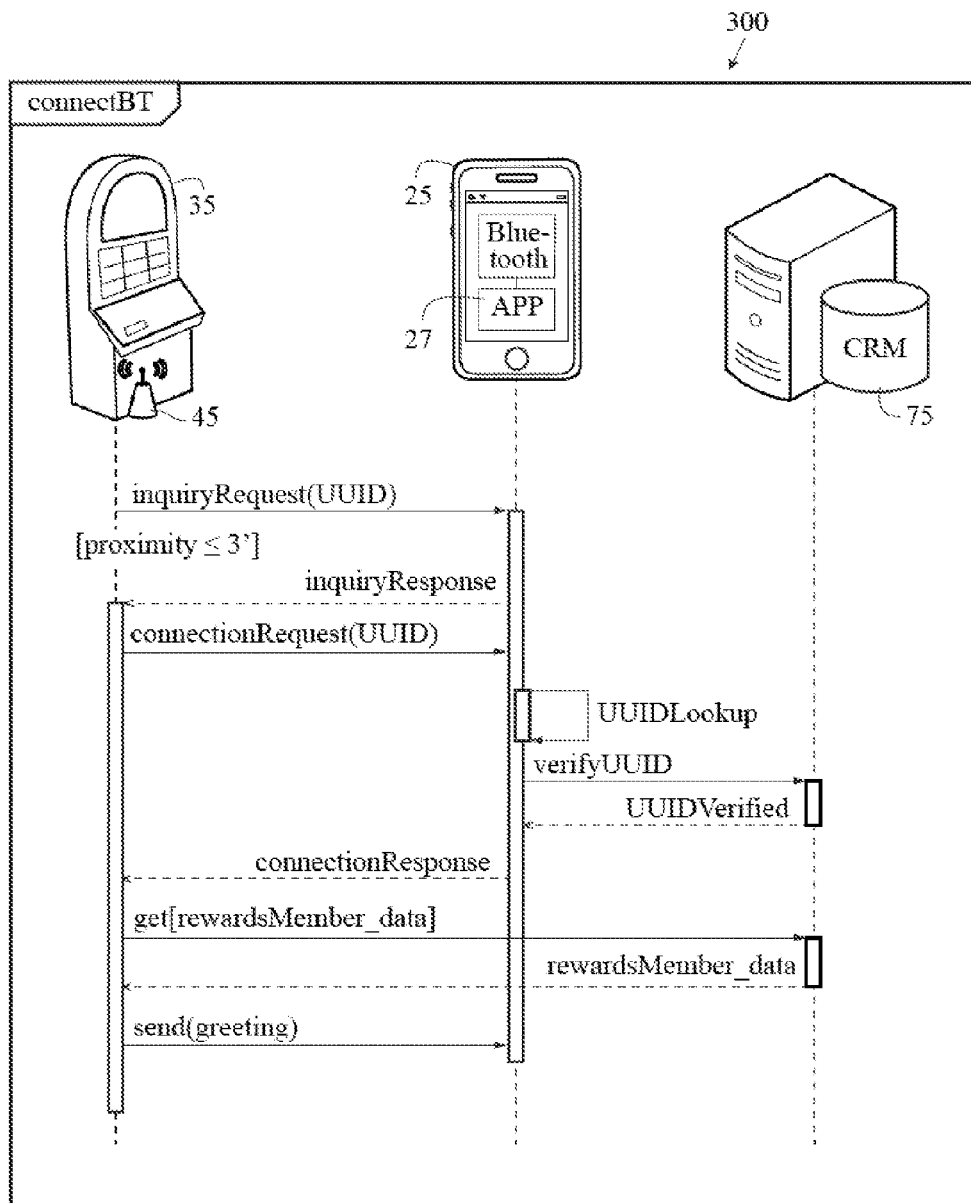 300
connectBT
35
25
Blue-
tooth
APP
27
CRM
45
75
inquiryRequest(UUID)
[proximity ≤ 3’]
inquiryResponse
connectionRequest(UUID)
UUIDLookup
verifyUUID
UUIDVerified
connectionResponse
get[rewardsMember_data]
rewardsMember_data
send(greeting)